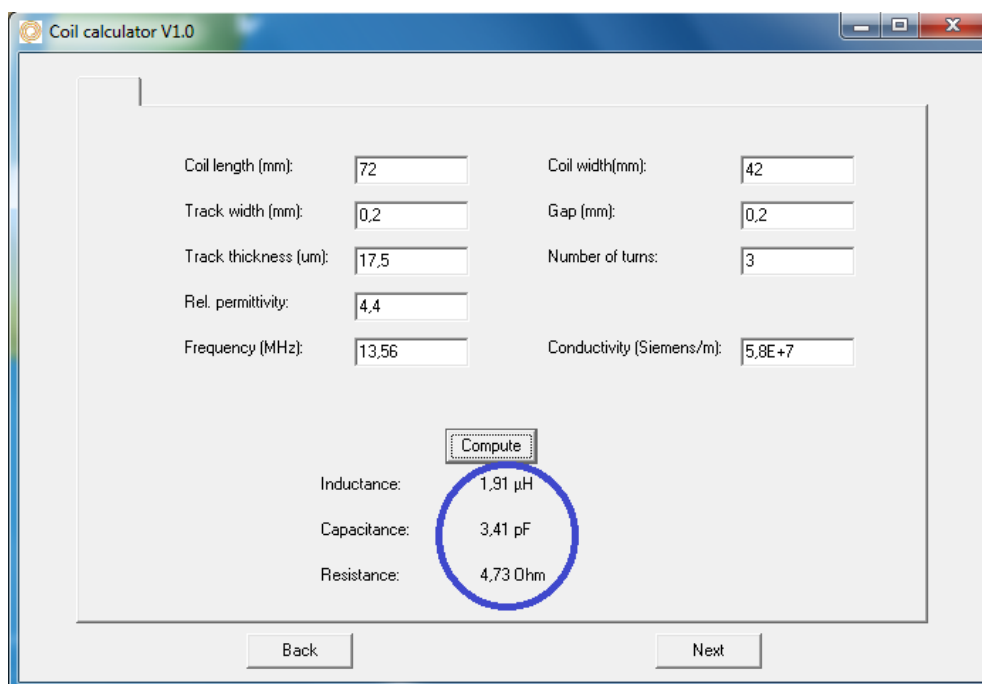 Coil calculator V1.0
Coil length (mm): 72 Coil width(mm): 42
Track width (mm): 0,2 Gap (mm): 0,2
Track thickness (um): 17,5 Number of turns: 3
Rel. permittivity: 4,4
Frequency (MHz): 13,56 Conductivity (Siemens/m): 5,8E+7
Compute
Inductance: 1,91 µH
Capacitance: 3,41 pF
Resistance: 4,73 Ohm
Back Next